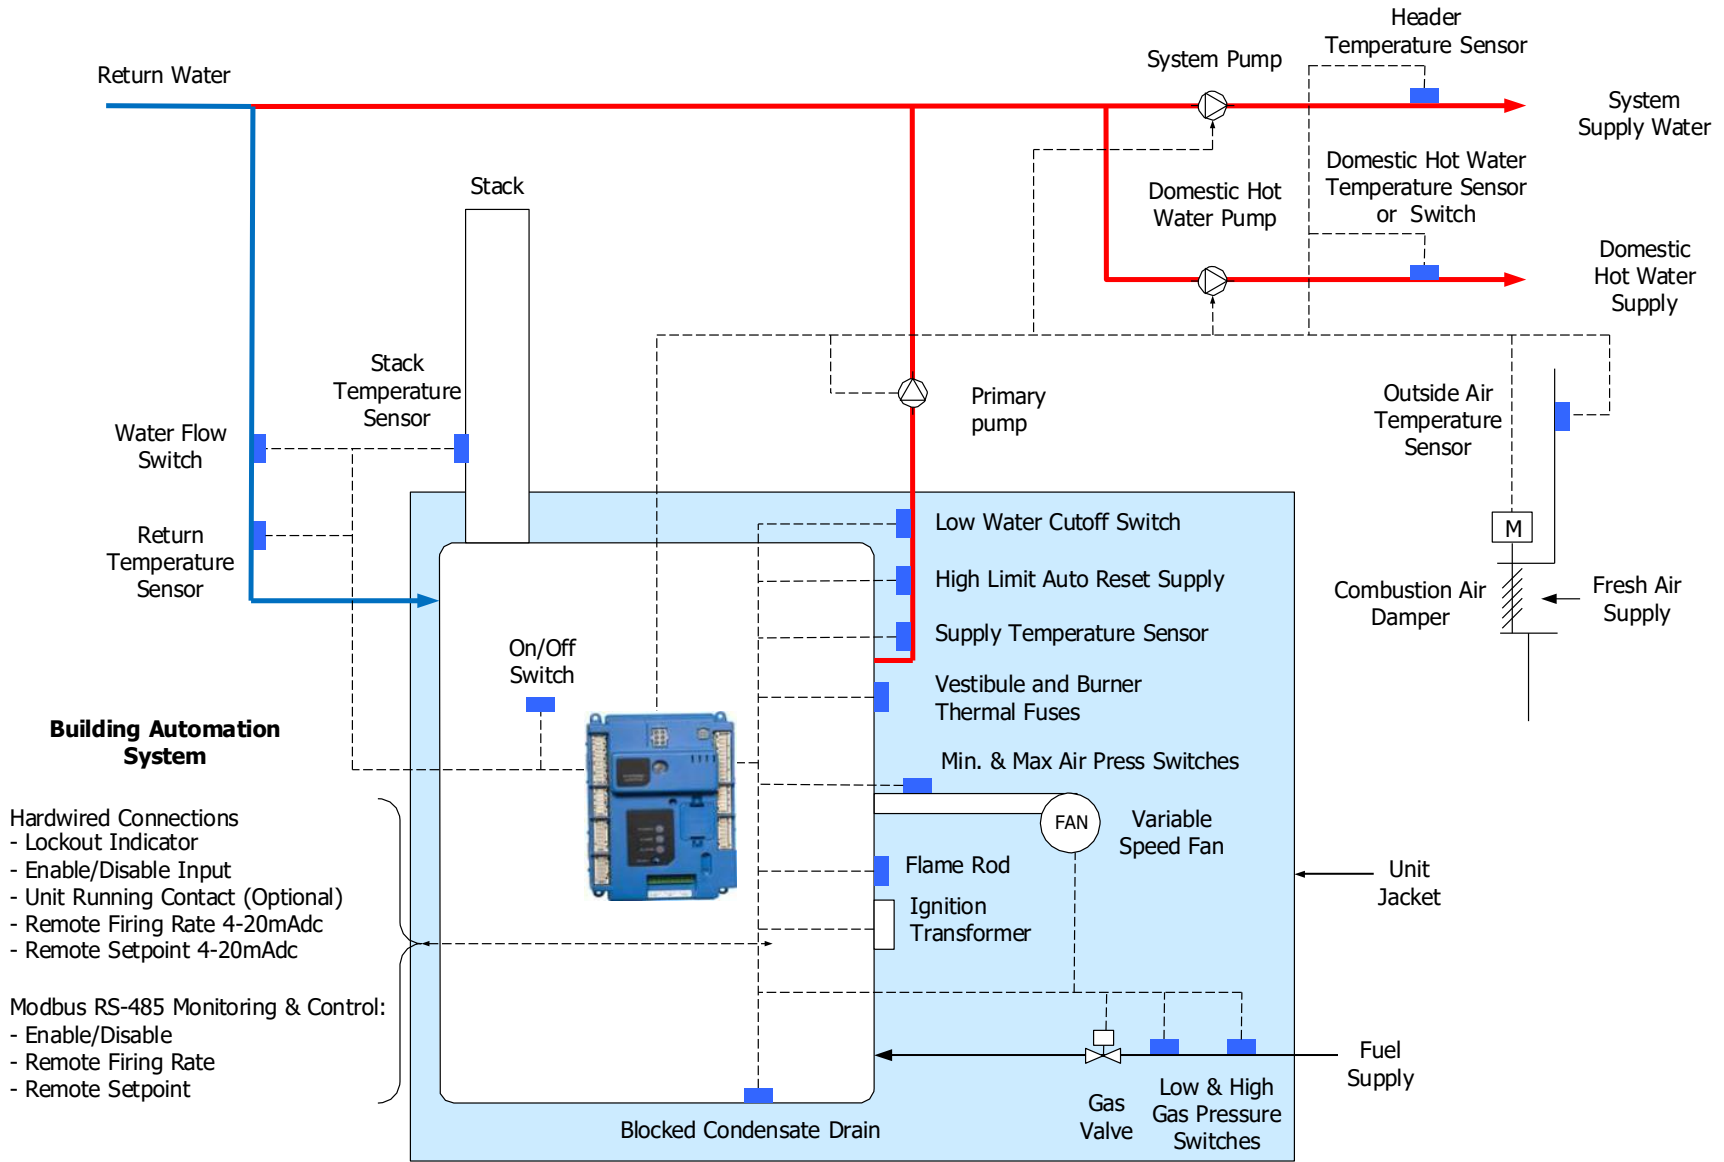 Header
Temperature Sensor
System Pump
Return Water
System
Supply Water
Domestic Hot Water
Temperature Sensor
or Switch
Stack
Domestic Hot
Water Pump
Domestic
Hot Water
Supply
Stack
Temperature
Sensor
Primary
pump
Outside Air
Temperature
Sensor
Water Flow
Switch
Low Water Cutoff Switch
M
Return
Temperature
Sensor
High Limit Auto Reset Supply
Combustion Air
Damper
Fresh Air
Supply
Supply Temperature Sensor
On/Off
Switch
Vestibule and Burner
Thermal Fuses
Building Automation
System
Min. & Max Air Press Switches
Hardwired Connections
- Lockout Indicator
- Enable/Disable Input
- Unit Running Contact (Optional)
- Remote Firing Rate 4-20mAdc
- Remote Setpoint 4-20mAdc
FAN
Variable
Speed Fan
Flame Rod
Unit
Jacket
Ignition
Transformer
Modbus RS-485 Monitoring & Control:
- Enable/Disable
- Remote Firing Rate
- Remote Setpoint
Fuel
Supply
Gas
Valve
Low & High
Gas Pressure
Switches
Blocked Condensate Drain